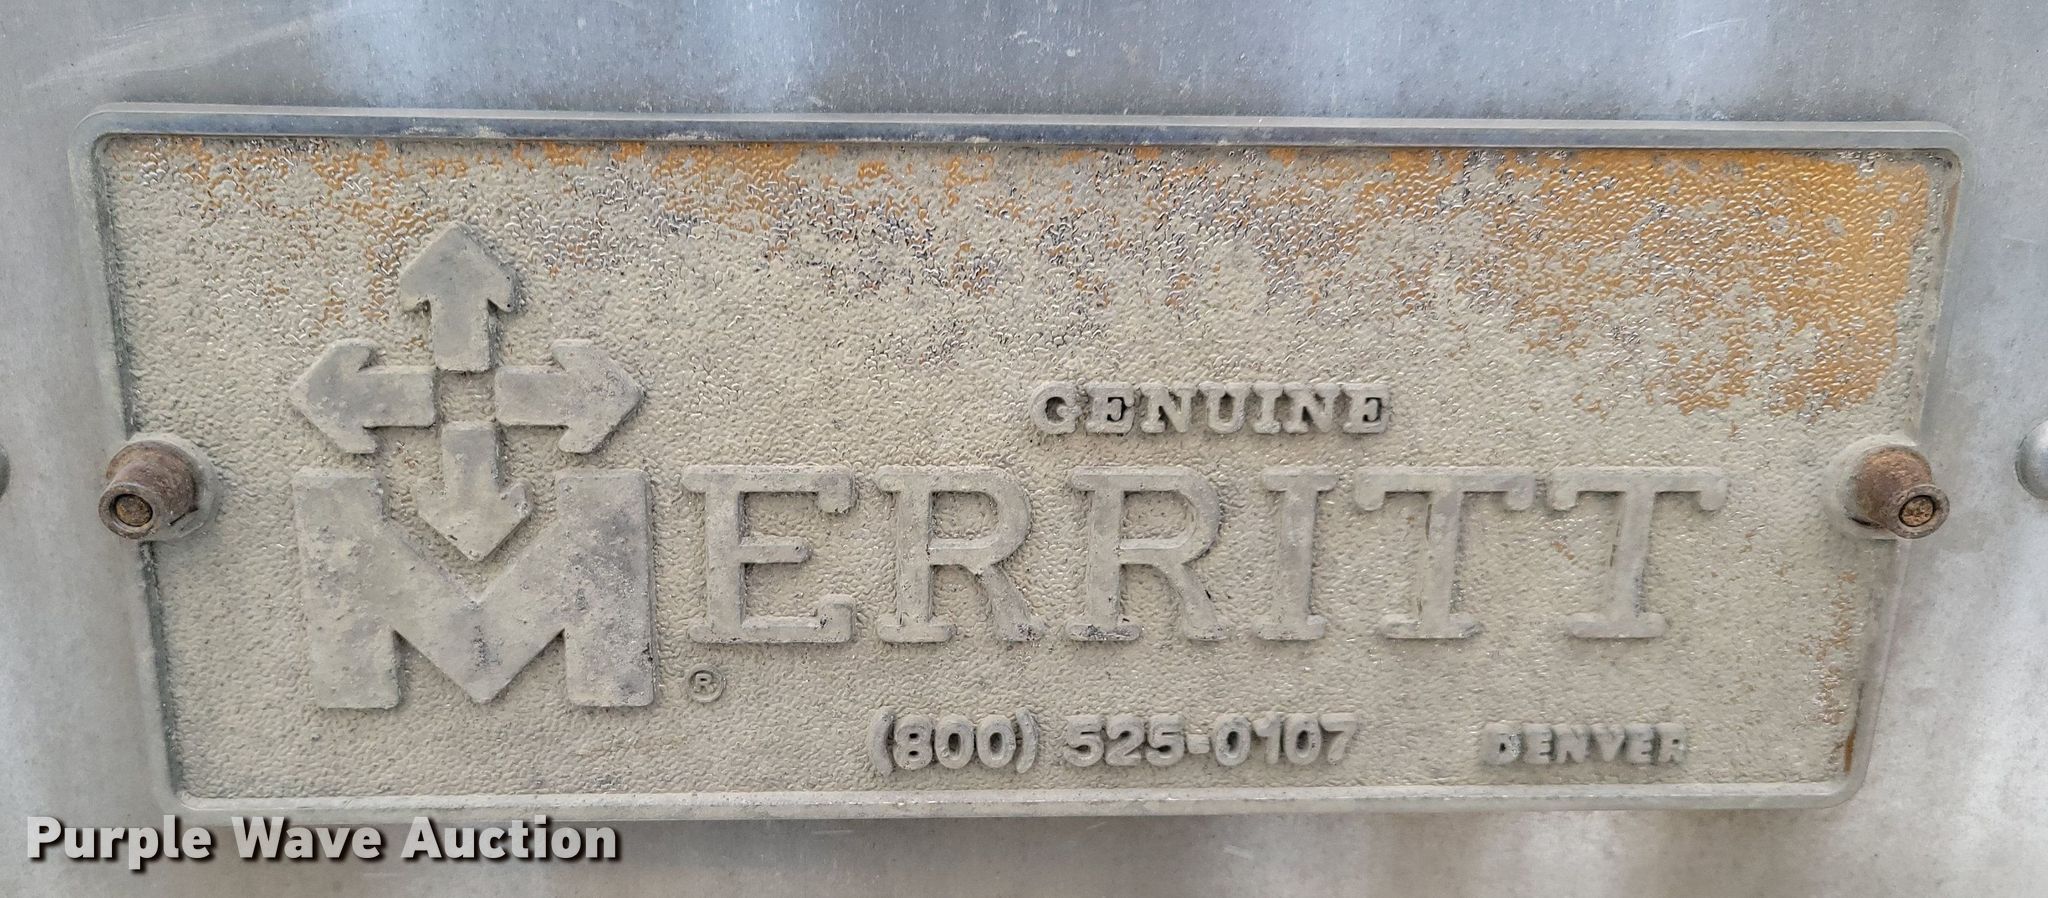 GENUINE
MERRITT
®
(800) 525-0107 DENVER
Purple Wave Auction